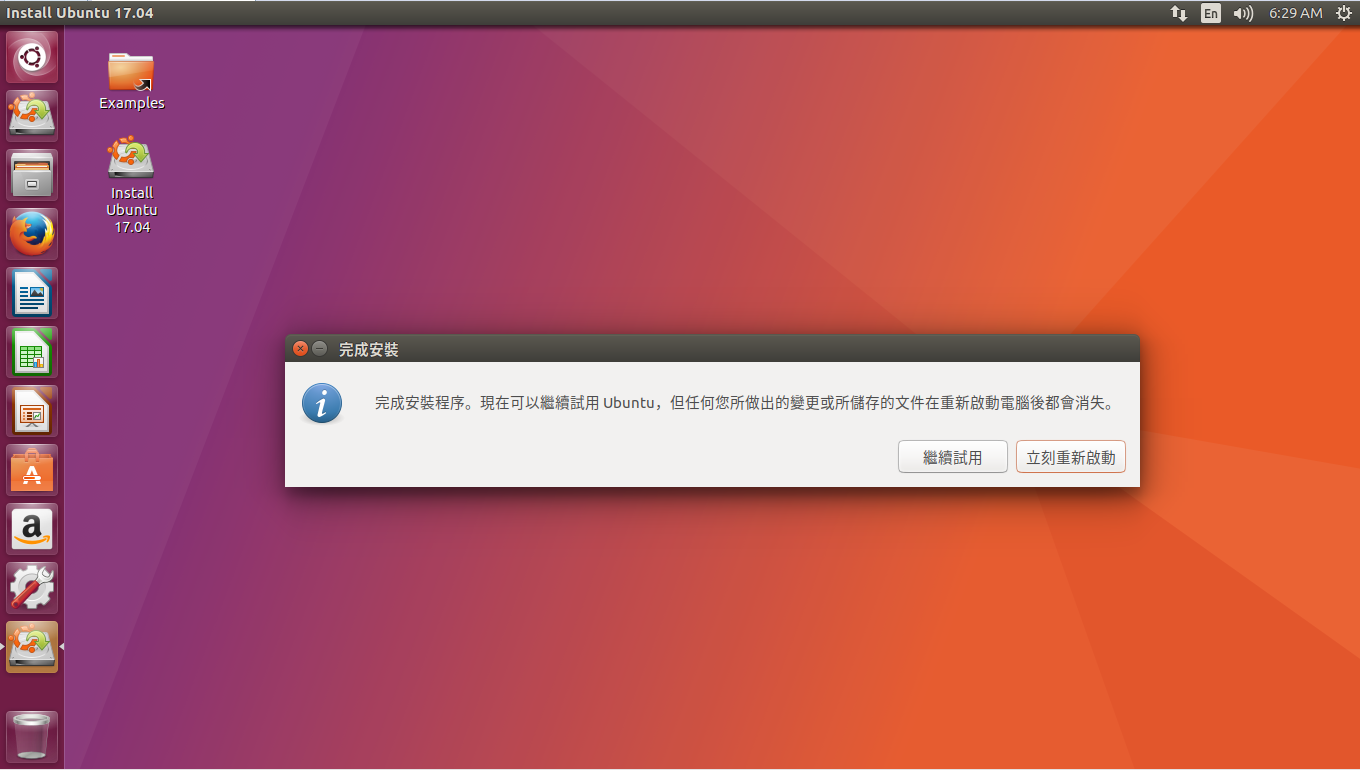 Install Ubuntu 17.04
En
6:29 AM
Examples
Install
Ubuntu
17.04
完成安裝
完成安裝程序。現在可以繼續試用 Ubuntu，但任何您所做出的變更或所儲存的文件在重新啟動電腦後都會消失。
繼續試用
立刻重新啟動